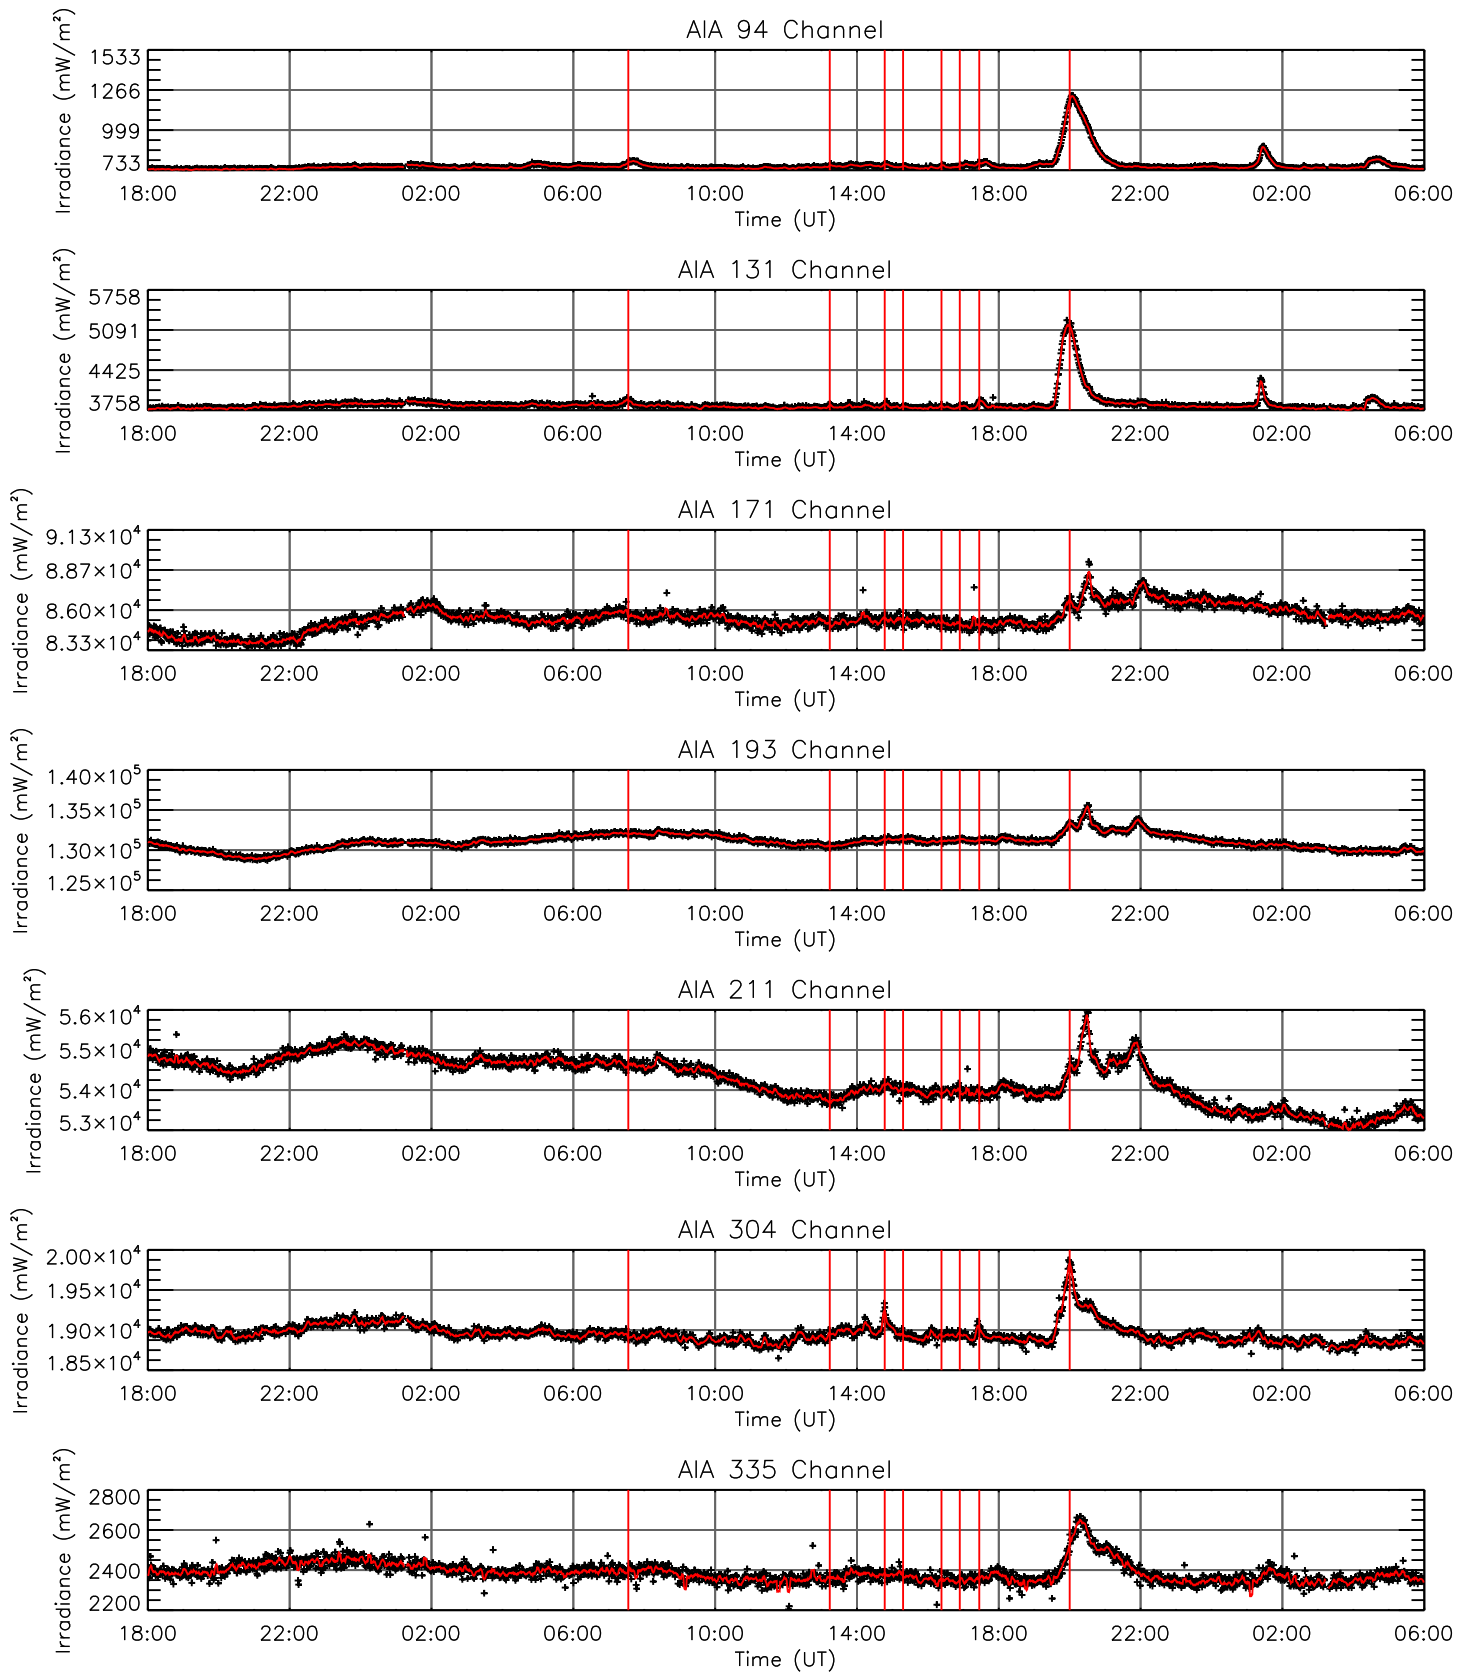 AIA 94 Channel
Irradiance (mW/m²)
1533
1266
999
733
18:00 22:00 02:00 06:00 10:00 14:00 18:00 22:00 02:00 06:00
Time (UT)
AIA 131 Channel
Irradiance (mW/m²)
5758
5091
4425
3758
18:00 22:00 02:00 06:00 10:00 14:00 18:00 22:00 02:00 06:00
Time (UT)
AIA 171 Channel
Irradiance (mW/m²)
9.13×10⁴
8.87×10⁴
8.60×10⁴
8.33×10⁴
18:00 22:00 02:00 06:00 10:00 14:00 18:00 22:00 02:00 06:00
Time (UT)
AIA 193 Channel
Irradiance (mW/m²)
1.40×10⁵
1.35×10⁵
1.30×10⁵
1.25×10⁵
18:00 22:00 02:00 06:00 10:00 14:00 18:00 22:00 02:00 06:00
Time (UT)
AIA 211 Channel
Irradiance (mW/m²)
5.6×10⁴
5.5×10⁴
5.4×10⁴
5.3×10⁴
18:00 22:00 02:00 06:00 10:00 14:00 18:00 22:00 02:00 06:00
Time (UT)
AIA 304 Channel
Irradiance (mW/m²)
2.00×10⁴
1.95×10⁴
1.90×10⁴
1.85×10⁴
18:00 22:00 02:00 06:00 10:00 14:00 18:00 22:00 02:00 06:00
Time (UT)
AIA 335 Channel
Irradiance (mW/m²)
2800
2600
2400
2200
18:00 22:00 02:00 06:00 10:00 14:00 18:00 22:00 02:00 06:00
Time (UT)